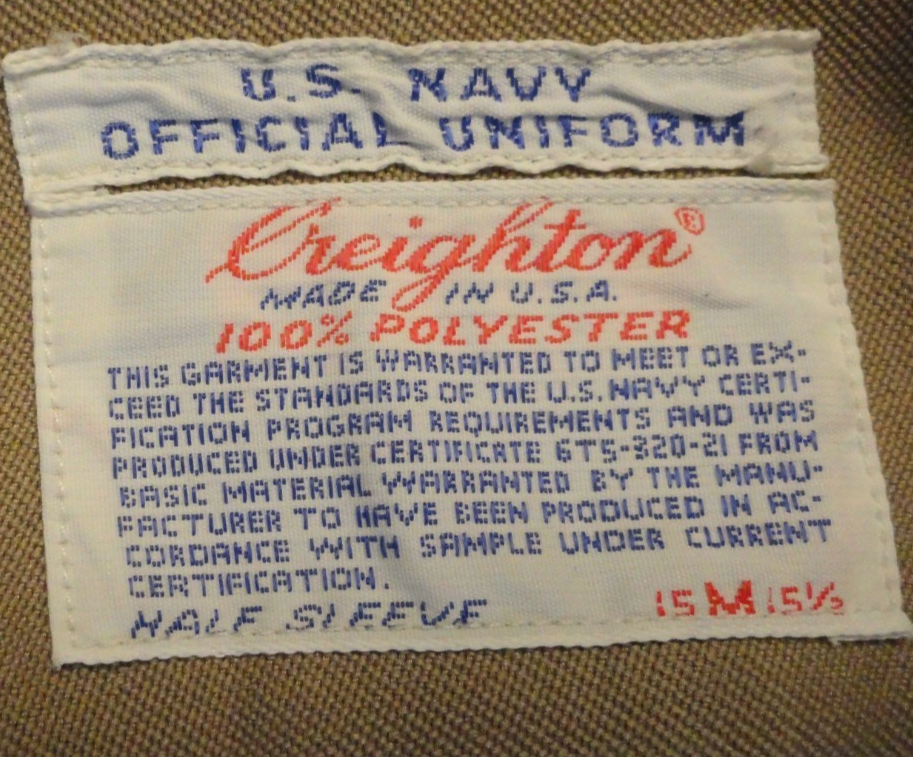 U.S. NAVY
OFFICIAL UNIFORM
Creighton®
MADE IN U.S.A.
100% POLYESTER
THIS GARMENT IS WARRANTED TO MEET OR EX-
CEED THE STANDARDS OF THE U.S. NAVY CERTI-
FICATION PROGRAM REQUIREMENTS AND WAS
PRODUCED UNDER CERTIFICATE 6TS-320-21 FROM
BASIC MATERIAL WARRANTED BY THE MANU-
FACTURER TO HAVE BEEN PRODUCED IN AC-
CORDANCE WITH SAMPLE UNDER CURRENT
CERTIFICATION.
HALF SLEEVE 15 M 15½